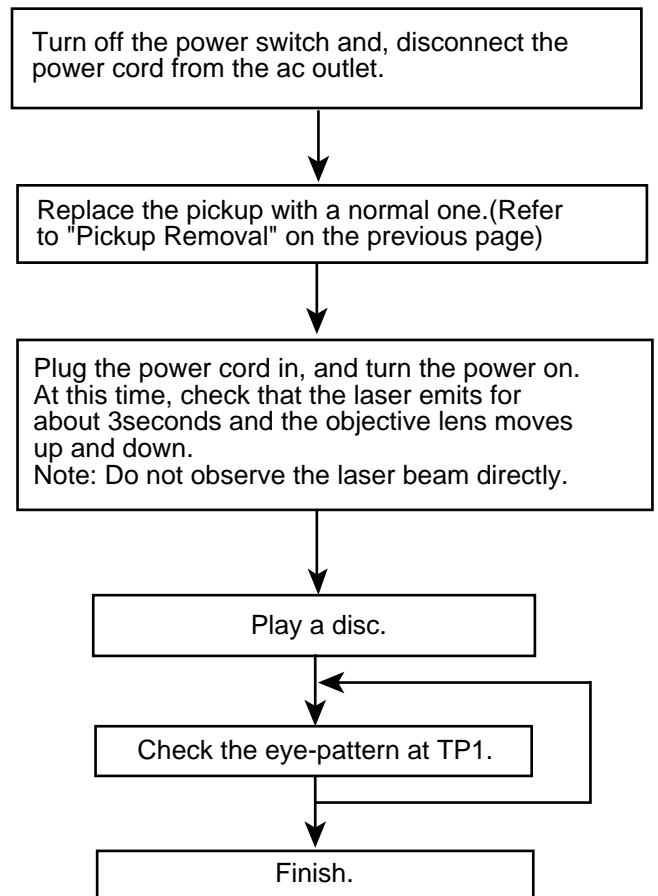 Turn off the power switch and, disconnect the
power cord from the ac outlet.
Replace the pickup with a normal one.(Refer
to "Pickup Removal" on the previous page)
Plug the power cord in, and turn the power on.
At this time, check that the laser emits for
about 3seconds and the objective lens moves
up and down.
Note: Do not observe the laser beam directly.
Play a disc.
Check the eye-pattern at TP1.
Finish.